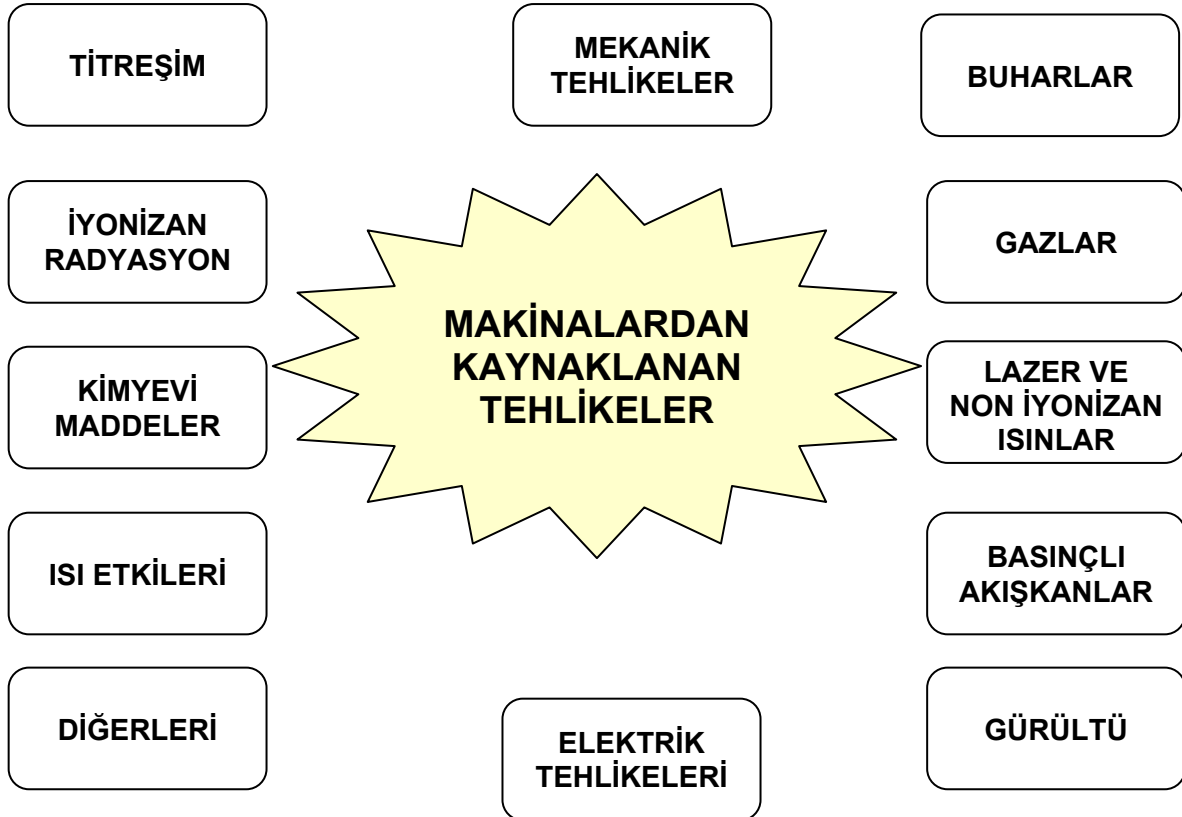 TİTREŞİM
MEKANİK
TEHLİKELER
BUHARLAR
İYONİZAN
RADYASYON
GAZLAR
MAKİNALARDAN
KAYNAKLANAN
TEHLİKELER
KİMYEVİ
MADDELER
LAZER VE
NON İYONİZAN
ISINLAR
ISI ETKİLERİ
BASINÇLI
AKIŞKANLAR
DİĞERLERİ
ELEKTRİK
TEHLİKELERİ
GÜRÜLTÜ